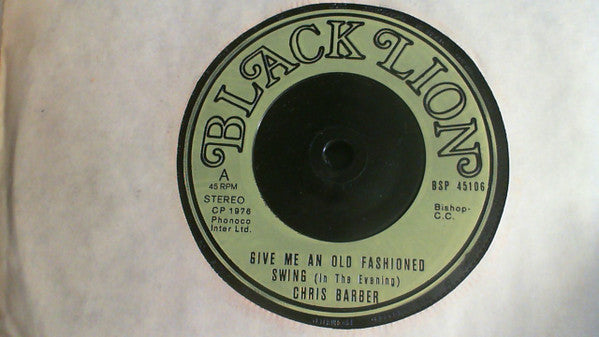 BLACK LION
A
45 RPM
STEREO
CP 1976
Phonoco
Inter Ltd.
BSP 45106
Bishop-
C.C.
GIVE ME AN OLD FASHIONED
SWING (In The Evening)
CHRIS BARBER